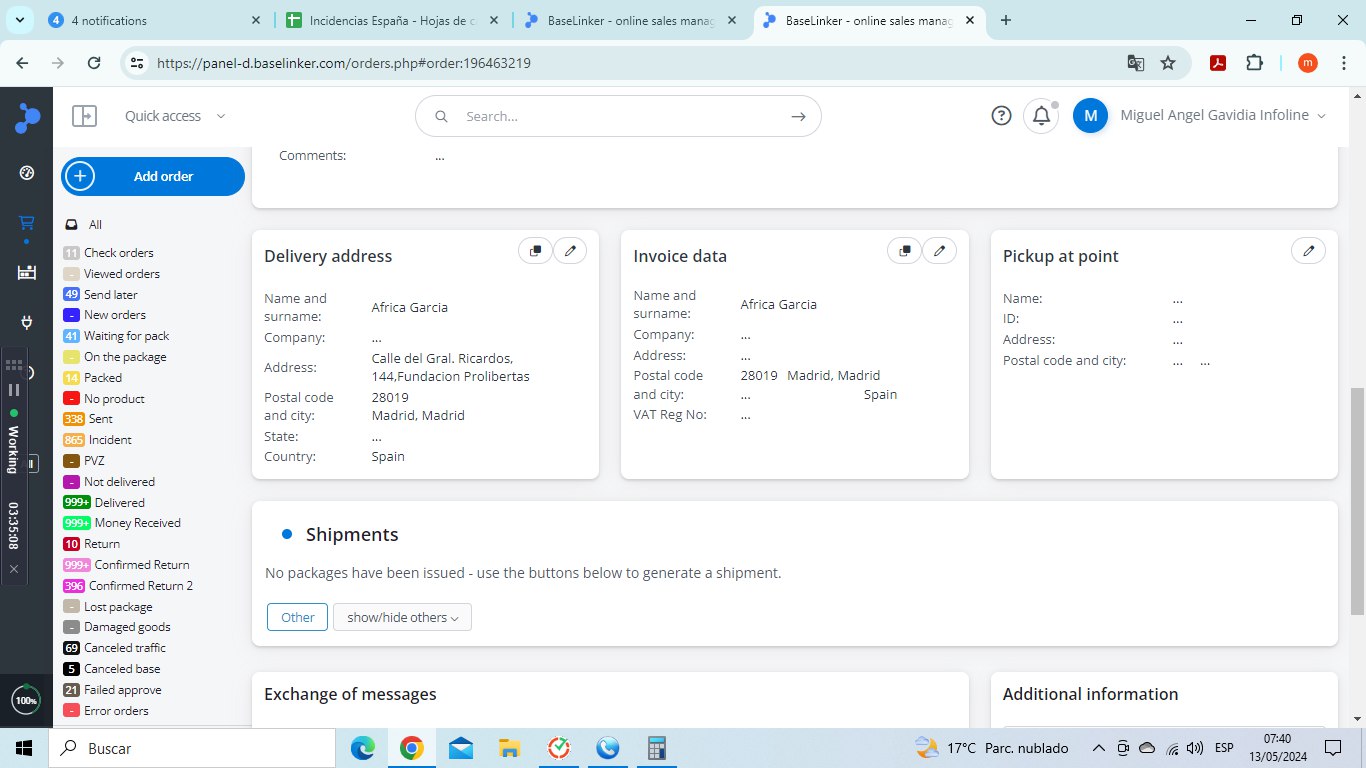 4 4 notifications
Incidencias España - Hojas de c
BaseLinker - online sales manag
BaseLinker - online sales manag
https://panel-d.baselinker.com/orders.php#order:196463219
m
Quick access
Search...
M Miguel Angel Gavidia Infoline
Add order
All
11 Check orders
- Viewed orders
49 Send later
- New orders
41 Waiting for pack
- On the package
14 Packed
- No product
338 Sent
865 Incident
- PVZ
- Not delivered
999+ Delivered
999+ Money Received
10 Return
999+ Confirmed Return
396 Confirmed Return 2
- Lost package
- Damaged goods
69 Canceled traffic
5 Canceled base
21 Failed approve
- Error orders
Working
03:35:08
100%
Comments: ...
Delivery address
Name and surname: Africa Garcia
Company: ...
Address: Calle del Gral. Ricardos,
144,Fundacion Prolibertas
Postal code and city: 28019
Madrid, Madrid
State: ...
Country: Spain
Invoice data
Name and surname: Africa Garcia
Company: ...
Address: ...
Postal code and city: 28019 Madrid, Madrid
... Spain
VAT Reg No: ...
Pickup at point
Name: ...
ID: ...
Address: ...
Postal code and city: ... ...
Shipments
No packages have been issued - use the buttons below to generate a shipment.
Other
show/hide others
Exchange of messages
Additional information
Buscar
17°C Parc. nublado
ESP
07:40
13/05/2024